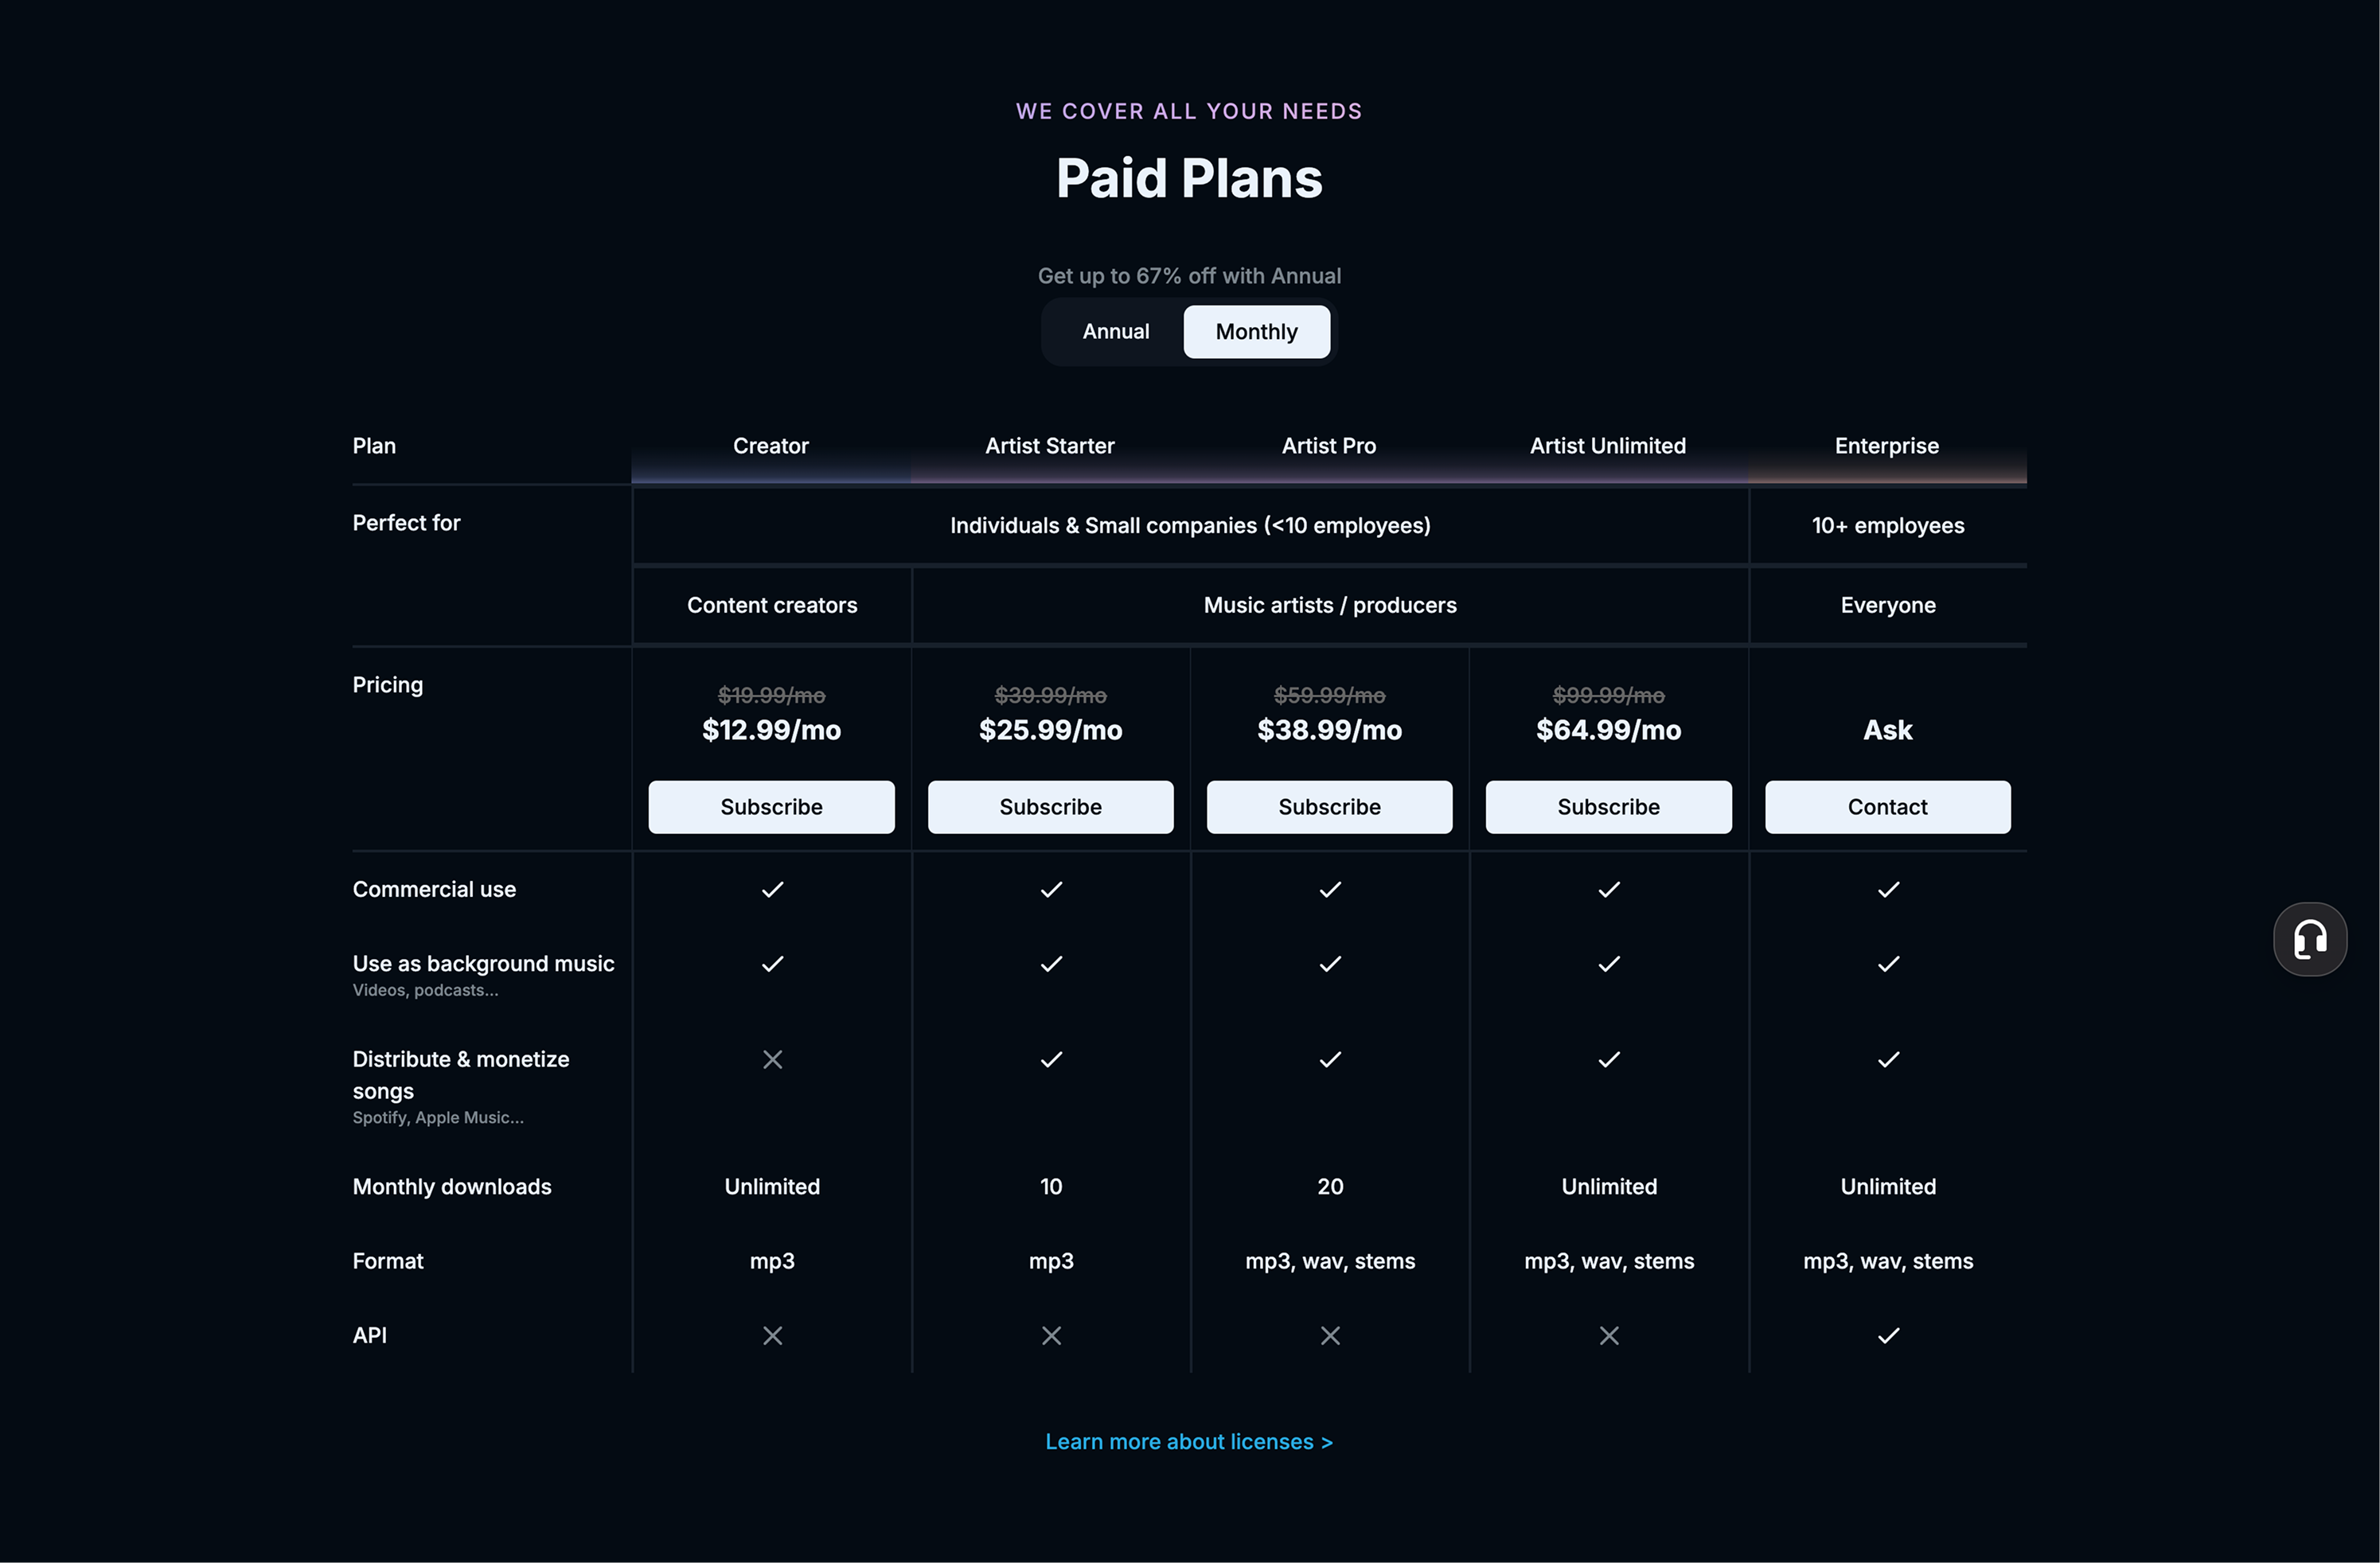 WE COVER ALL YOUR NEEDS
Paid Plans
Get up to 67% off with Annual
Annual Monthly
Plan Creator Artist Starter Artist Pro Artist Unlimited Enterprise
Perfect for Individuals & Small companies (<10 employees) 10+ employees
Content creators Music artists / producers Everyone
Pricing $19.99/mo $39.99/mo $59.99/mo $99.99/mo
$12.99/mo $25.99/mo $38.99/mo $64.99/mo Ask
Subscribe Subscribe Subscribe Subscribe Contact
Commercial use
Use as background music
Videos, podcasts...
Distribute & monetize
songs
Spotify, Apple Music...
Monthly downloads Unlimited 10 20 Unlimited Unlimited
Format mp3 mp3 mp3, wav, stems mp3, wav, stems mp3, wav, stems
API
Learn more about licenses >